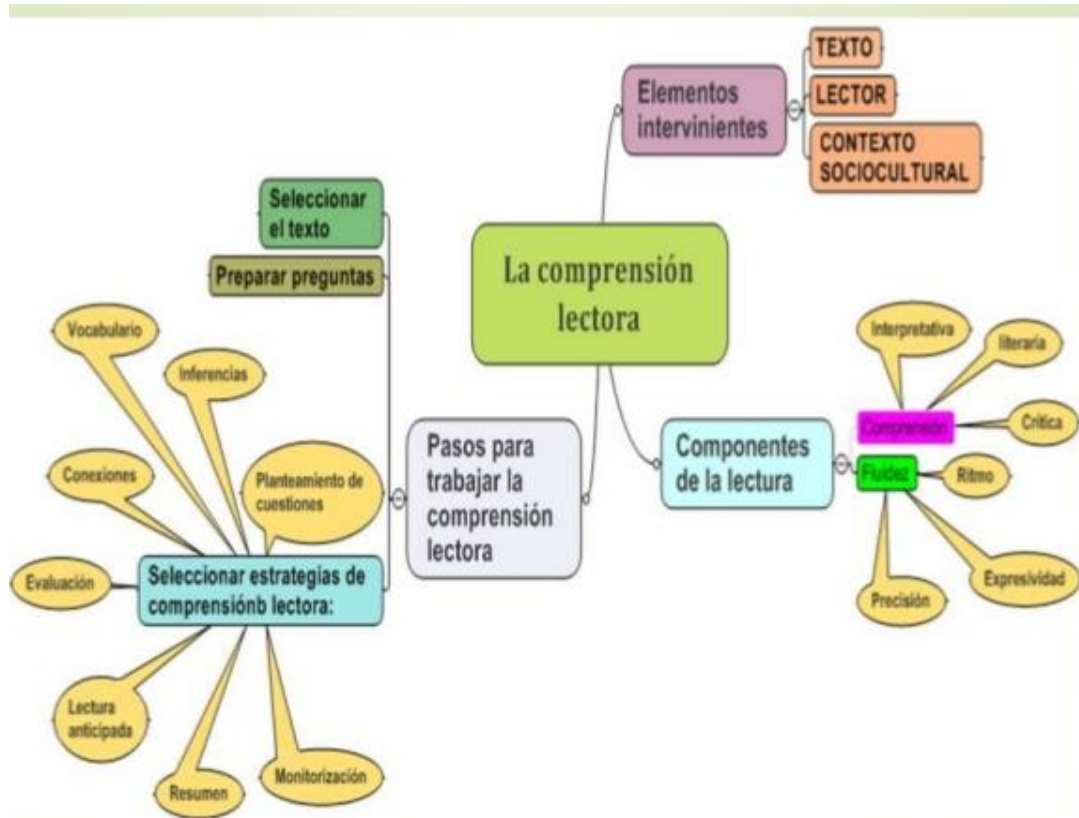 La comprensión
lectora
Elementos
intervinientes
TEXTO
LECTOR
CONTEXTO
SOCIOCULTURAL
Componentes
de la lectura
Comprensión
Interpretativa
literaria
Crítica
Fluidez
Ritmo
Expresividad
Precisión
Pasos para
trabajar la
comprensión
lectora
Seleccionar
el texto
Preparar preguntas
Seleccionar estrategias de
comprensiónb lectora:
Vocabulario
Inferencias
Planteamiento de
cuestiones
Conexiones
Evaluación
Lectura
anticipada
Resumen
Monitorización